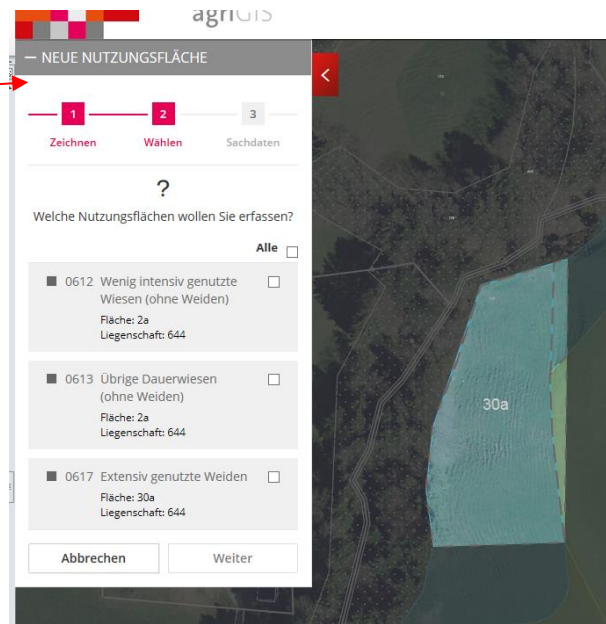 agriGIS
— NEUE NUTZUNGSFLÄCHE
1 2 3
Zeichnen Wählen Sachdaten
?
Welche Nutzungsflächen wollen Sie erfassen?
Alle
0612 Wenig intensiv genutzte
Wiesen (ohne Weiden)
Fläche: 2a
Liegenschaft: 644
0613 Übrige Dauerwiesen
(ohne Weiden)
Fläche: 2a
Liegenschaft: 644
0617 Extensiv genutzte Weiden
Fläche: 30a
Liegenschaft: 644
Abbrechen Weiter
30a